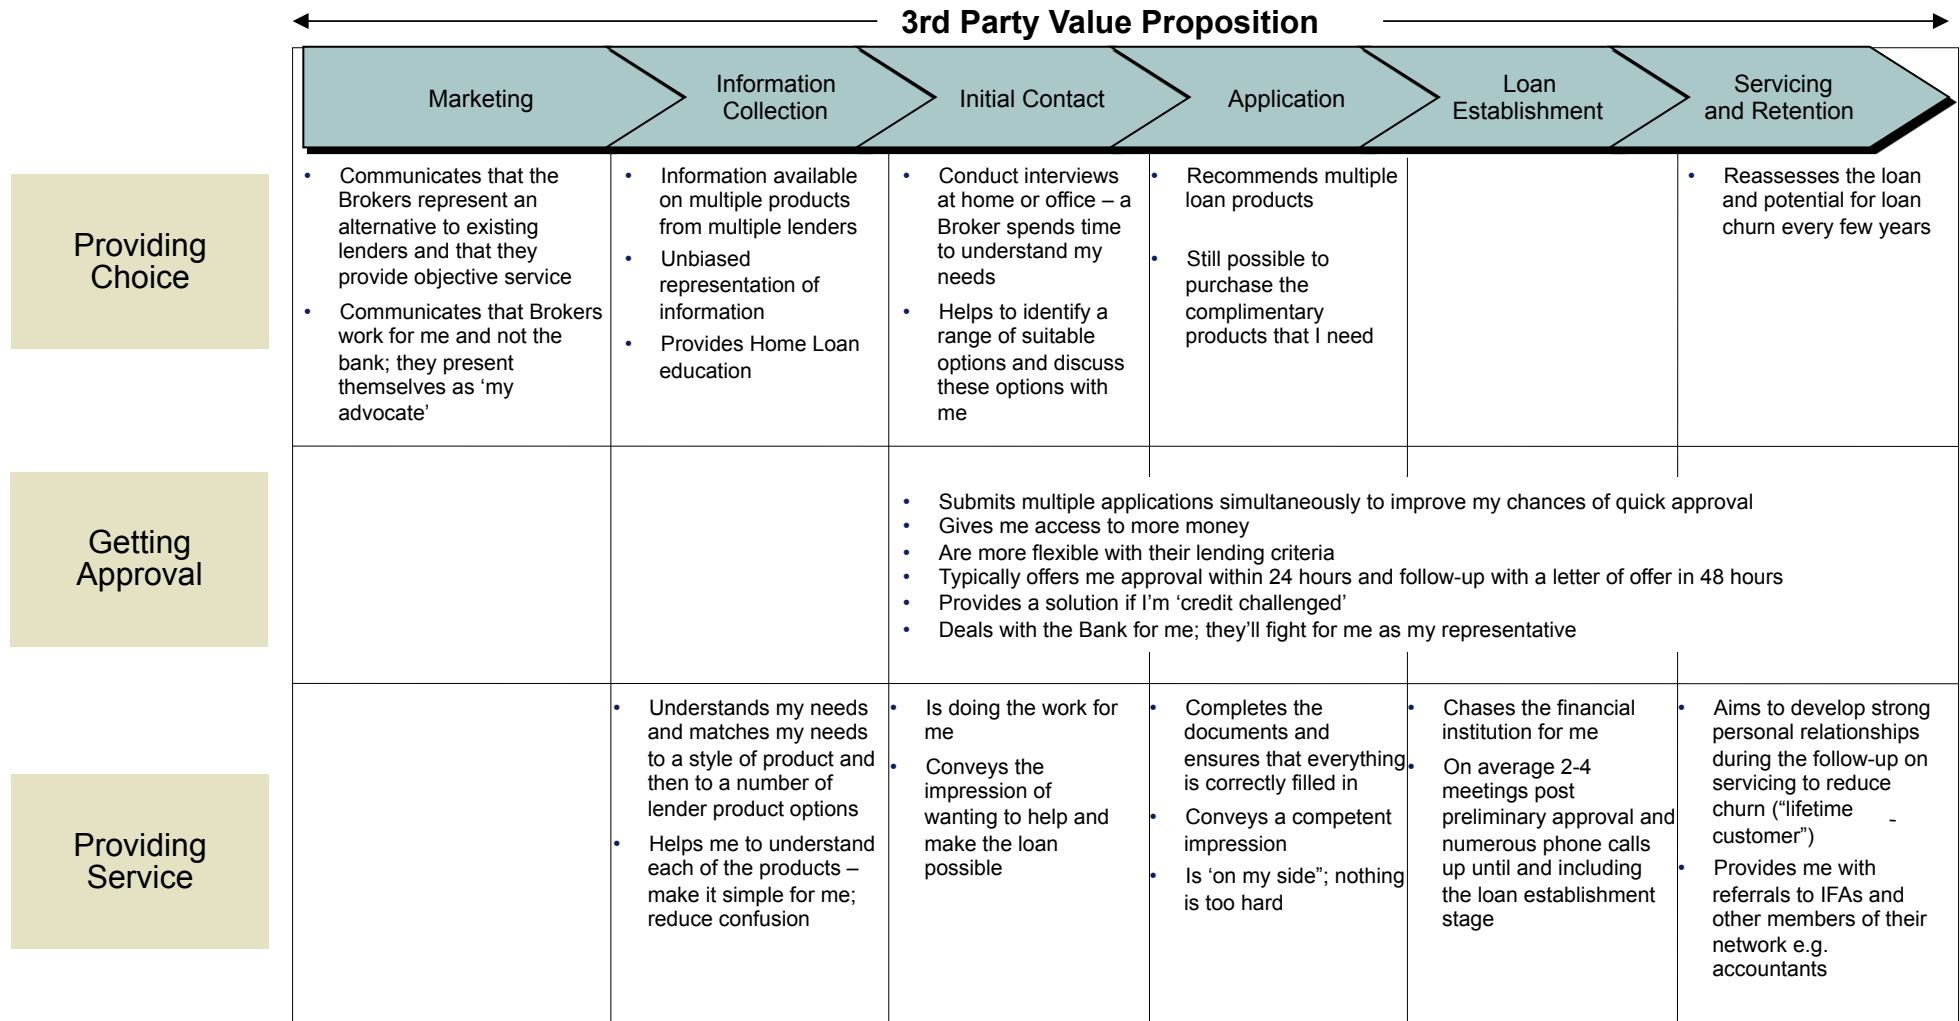 3rd Party Value Proposition
Marketing
Information
Collection
Initial Contact
Application
Loan
Establishment
Servicing
and Retention
Providing
Choice
• Communicates that the
Brokers represent an
alternative to existing
lenders and that they
provide objective service
• Communicates that Brokers
work for me and not the
bank; they present
themselves as ‘my
advocate’
• Information available
on multiple products
from multiple lenders
• Unbiased
representation of
information
• Provides Home Loan
education
• Conduct interviews
at home or office – a
Broker spends time
to understand my
needs
• Helps to identify a
range of suitable
options and discuss
these options with
me
• Recommends multiple
loan products
• Still possible to
purchase the
complimentary
products that I need
• Reassesses the loan
and potential for loan
churn every few years
Getting
Approval
• Submits multiple applications simultaneously to improve my chances of quick approval
• Gives me access to more money
• Are more flexible with their lending criteria
• Typically offers me approval within 24 hours and follow-up with a letter of offer in 48 hours
• Provides a solution if I’m ‘credit challenged’
• Deals with the Bank for me; they’ll fight for me as my representative
Providing
Service
• Understands my needs
and matches my needs
to a style of product and
then to a number of
lender product options
• Helps me to understand
each of the products –
make it simple for me;
reduce confusion
• Is doing the work for
me
• Conveys the
impression of
wanting to help and
make the loan
possible
• Completes the
documents and
ensures that everything
is correctly filled in
• Conveys a competent
impression
• Is ‘on my side”; nothing
is too hard
• Chases the financial
institution for me
• On average 2-4
meetings post
preliminary approval and
numerous phone calls
up until and including
the loan establishment
stage
• Aims to develop strong
personal relationships
during the follow-up on
servicing to reduce
churn (“lifetime
customer”) -
• Provides me with
referrals to IFAs and
other members of their
network e.g.
accountants